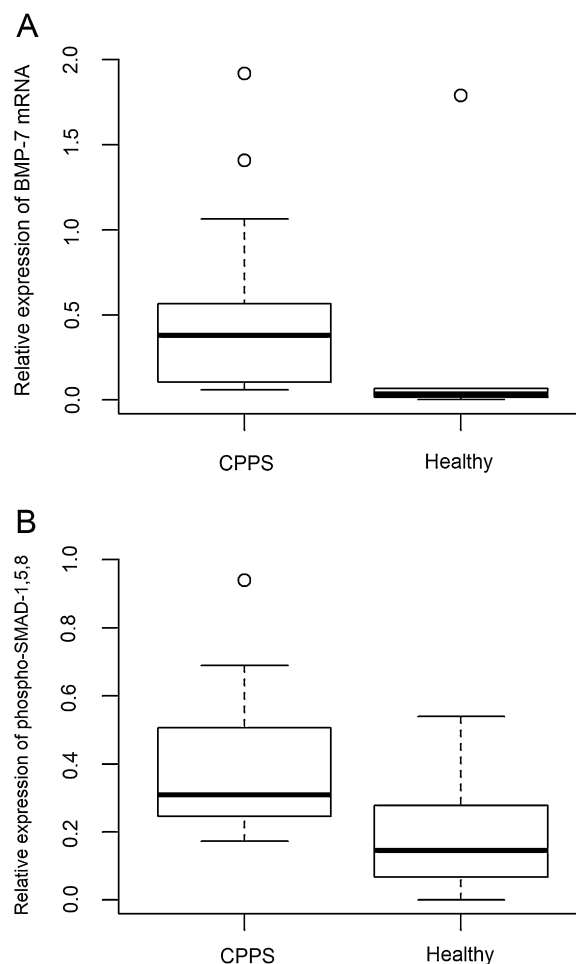 A
Relative expression of BMP-7 mRNA
2.0
1.5
1.0
0.5
0.0
CPPS Healthy
B
Relative expression of phospho-SMAD-1,5,8
1.0
0.8
0.6
0.4
0.2
0.0
CPPS Healthy